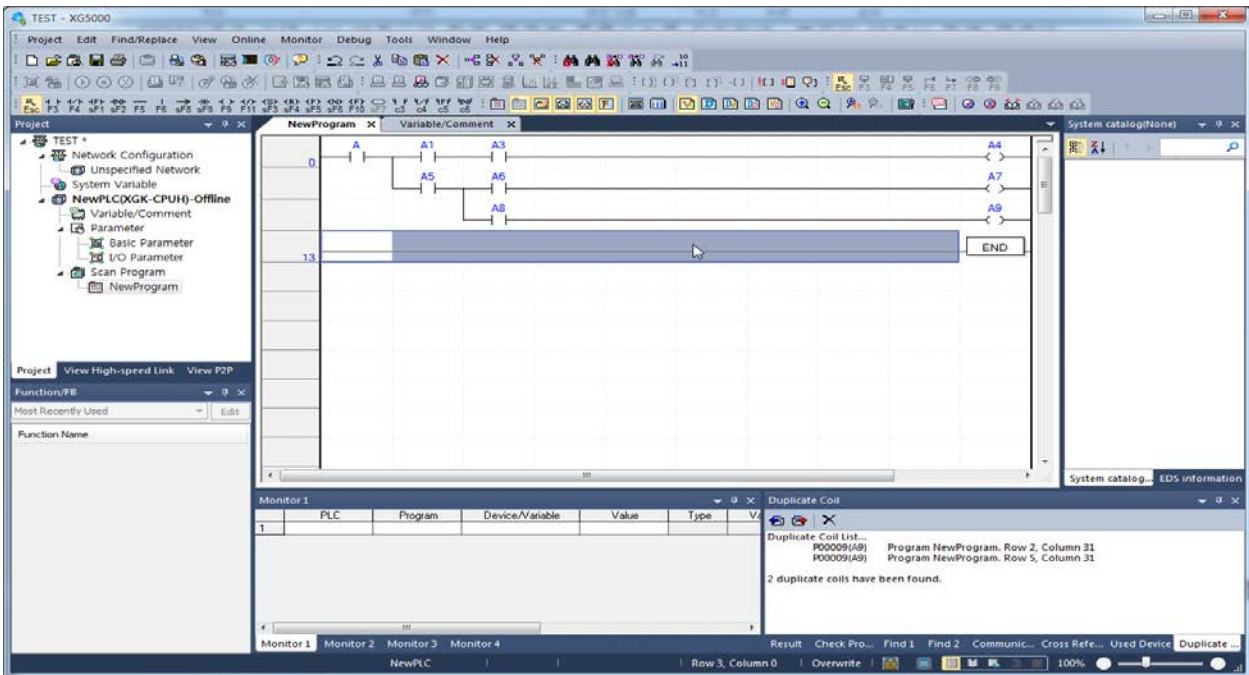 TEST - XG5000
Project Edit Find/Replace View Online Monitor Debug Tools Window Help
Project
NewProgram Variable/Comment
System catalog(None)
TEST *
Network Configuration
Unspecified Network
System Variable
NewPLC(XGK-CPUH)-Offline
Variable/Comment
Parameter
Basic Parameter
I/O Parameter
Scan Program
NewProgram
A A1 A3 A4
0
A5 A6 A7
A8 A9
13 END
Project View High-speed Link View P2P
Function/FB
Most Recently Used Edit
Function Name
System catalog... EDS information
Monitor 1
PLC Program Device/Variable Value Type
1
Monitor 1 Monitor 2 Monitor 3 Monitor 4
Duplicate Coil
Duplicate Coil List...
P00009(A9) Program NewProgram. Row 2, Column 31
P00009(A9) Program NewProgram. Row 5, Column 31
2 duplicate coils have been found.
Result Check Pro... Find 1 Find 2 Communic... Cross Refe... Used Device Duplicate ...
NewPLC Row 3, Column 0 Overwrite 100%